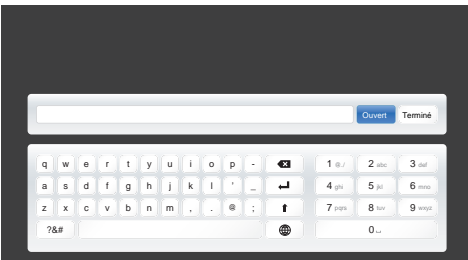 Ouvert Terminé
q w e r t y u i o p - 1 @./ 2 abc 3 def
a s d f g h j k l ' _ 4 ghi 5 jkl 6 mno
z x c v b n m , . @ ; 7 pqrs 8 tuv 9 wxyz
?&# 0